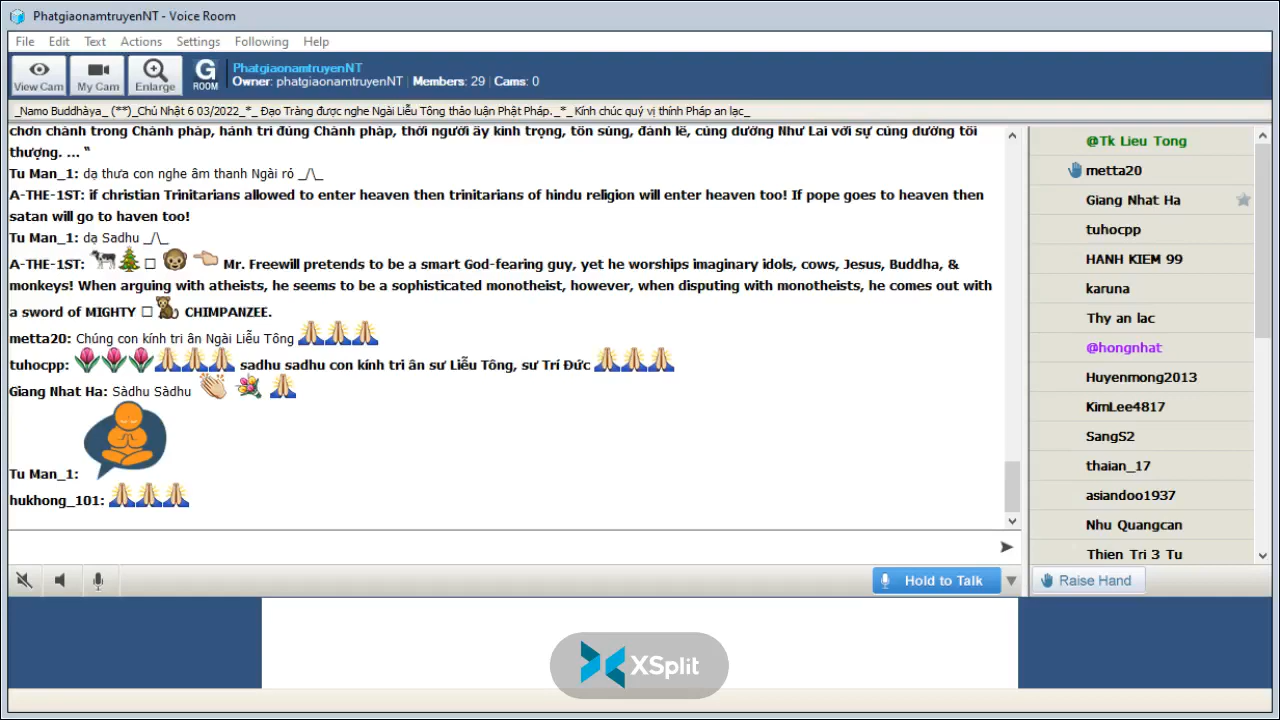 PhatgiaonamtruyenNT - Voice Room
File Edit Text Actions Settings Following Help
View Cam My Cam Enlarge G ROOM
PhatgiaonamtruyenNT
Owner: phatgiaonamtruyenNT | Members: 29 | Cams: 0
_Namo Buddhàya_ (**)_Chủ Nhật 6 03/2022_*_ Đạo Tràng được nghe Ngài Liễu Tông thảo luận Phật Pháp._*_ Kính chúc quý vị thính Pháp an lạc_
chơn chánh trong Chánh pháp, hành trì đúng Chánh pháp, thời người ấy kính trọng, tôn sùng, đảnh lễ, cúng dường Như Lai với sự cúng dường tối
thượng. ... “
Tu Man_1: dạ thưa con nghe âm thanh Ngài rỏ _/\_
A-THE-1ST: if christian Trinitarians allowed to enter heaven then trinitarians of hindu religion will enter heaven too! If pope goes to heaven then
satan will go to haven too!
Tu Man_1: dạ Sadhu _/\_
A-THE-1ST: 🐄🎄□🐵👈 Mr. Freewill pretends to be a smart God-fearing guy, yet he worships imaginary idols, cows, Jesus, Buddha, &
monkeys! When arguing with atheists, he seems to be a sophisticated monotheist, however, when disputing with monotheists, he comes out with
a sword of MIGHTY □🐒 CHIMPANZEE.
metta20: Chúng con kính tri ân Ngài Liễu Tông 🙏🙏🙏
tuhocpp: 🌷🌷🌷🙏🙏🙏 sadhu sadhu con kính tri ân sư Liễu Tông, sư Trí Đức 🙏🙏🙏
Giang Nhat Ha: Sàdhu Sàdhu 👏 💐 🙏
Tu Man_1:
hukhong_101: 🙏🙏🙏
Hold to Talk
@Tk Lieu Tong
metta20
Giang Nhat Ha
tuhocpp
HANH KIEM 99
karuna
Thy an lac
@hongnhat
Huyenmong2013
KimLee4817
SangS2
thaian_17
asiandoo1937
Nhu Quangcan
Thien Tri 3 Tu
Raise Hand
XSplit